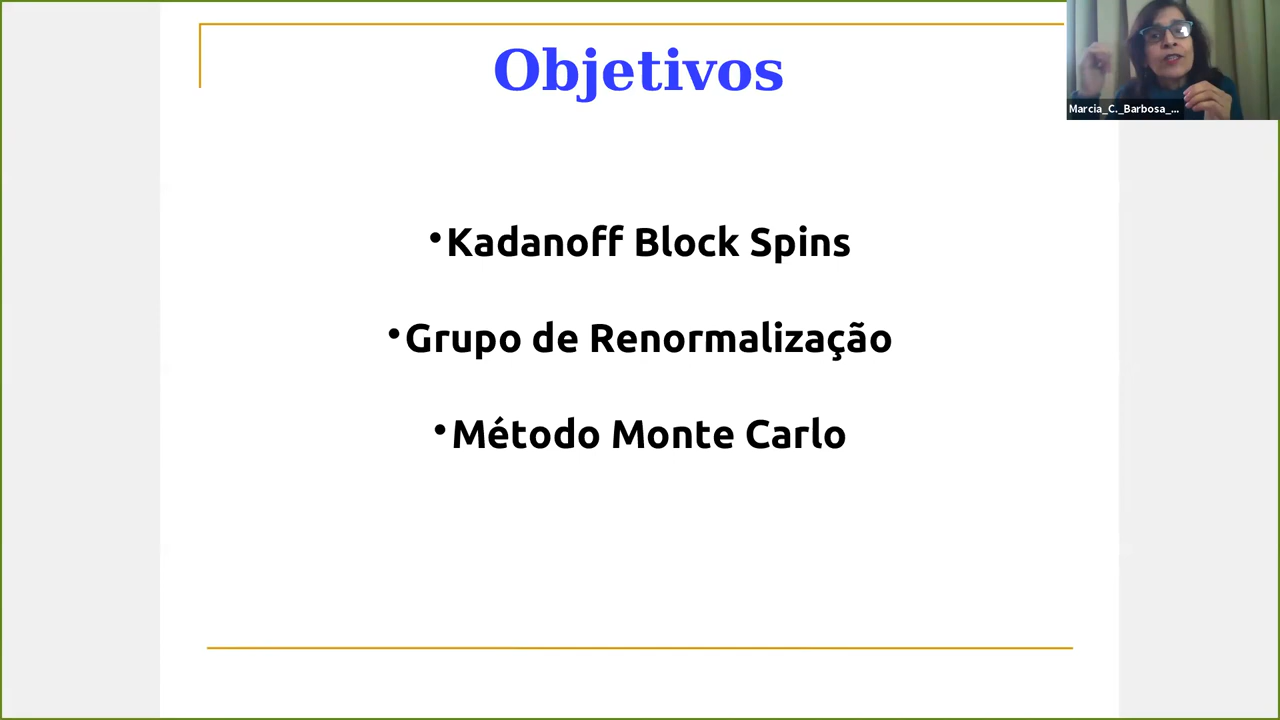 Objetivos
Marcia_C._Barbosa_...
•Kadanoff Block Spins
•Grupo de Renormalização
•Método Monte Carlo